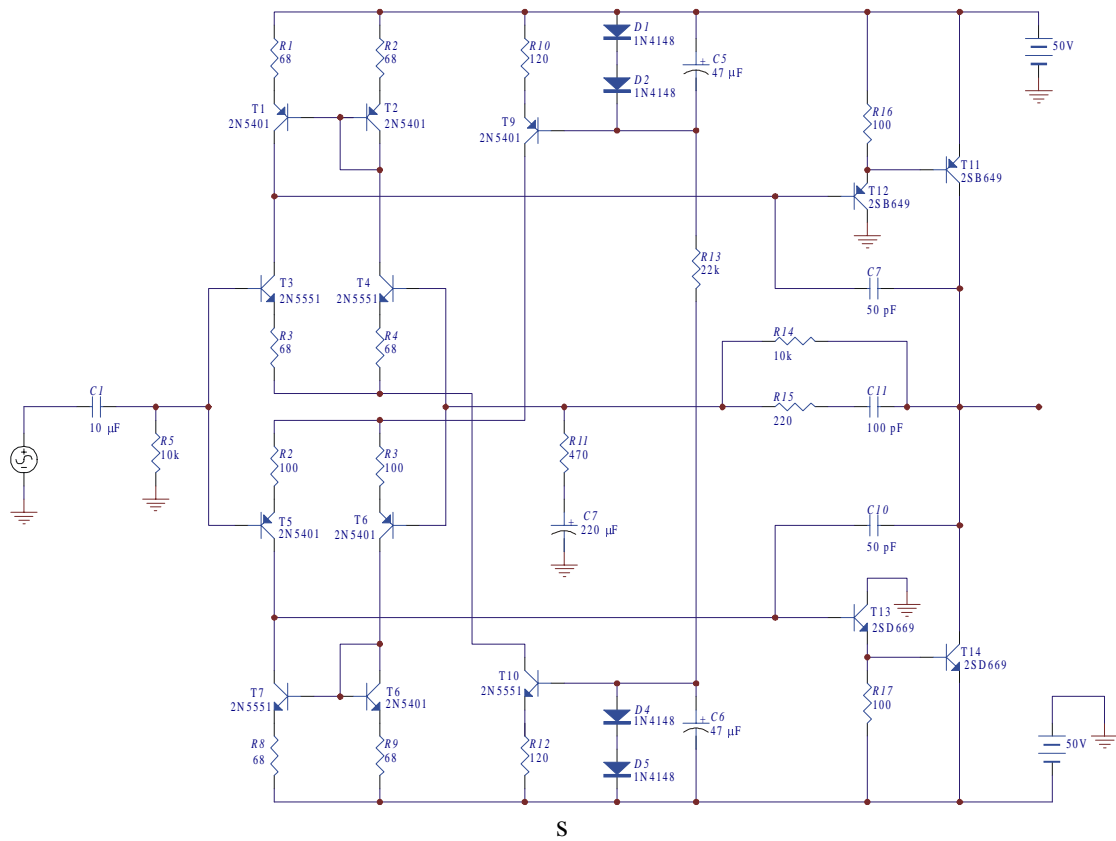 R1
68
R2
68
R10
120
D1
1N4148
D2
1N4148
C5
+
47 µF
50V
T1
2N5401
T2
2N5401
T9
2N5401
R16
100
T11
2SB649
T12
2SB649
T3
2N5551
T4
2N5551
R13
22k
C7
50 pF
R3
68
R4
68
R14
10k
C1
10 µF
R15
220
C11
100 pF
R5
10k
R2
100
R3
100
R11
470
T5
2N5401
T6
2N5401
C7
+
220 µF
C10
50 pF
T13
2SD669
T14
2SD669
T7
2N5551
T6
2N5401
T10
2N5551
D4
1N4148
C6
+
47 µF
R17
100
R8
68
R9
68
R12
120
D5
1N4148
50V
S